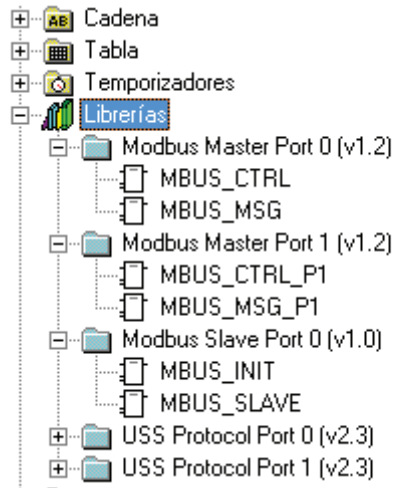 AB Cadena
Tabla
Temporizadores
Librerías
Modbus Master Port 0 (v1.2)
MBUS_CTRL
MBUS_MSG
Modbus Master Port 1 (v1.2)
MBUS_CTRL_P1
MBUS_MSG_P1
Modbus Slave Port 0 (v1.0)
MBUS_INIT
MBUS_SLAVE
USS Protocol Port 0 (v2.3)
USS Protocol Port 1 (v2.3)